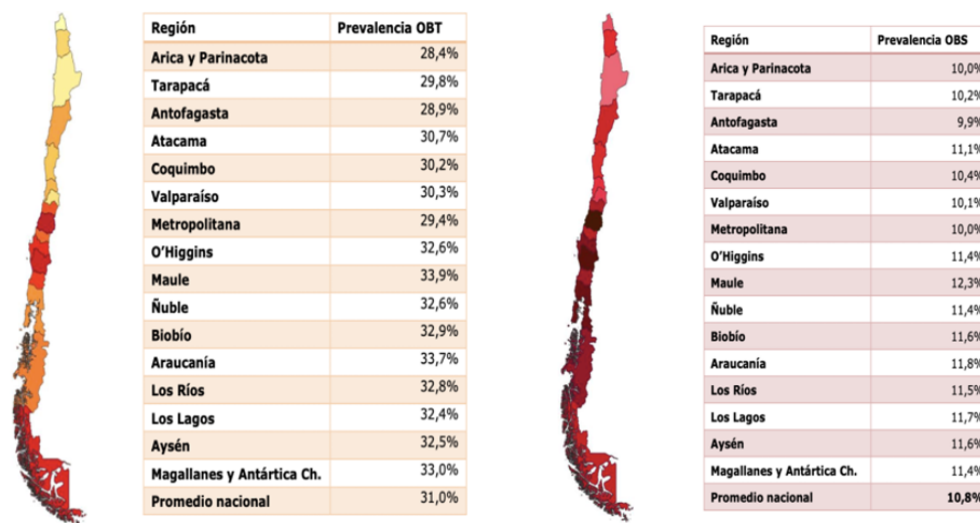 Región Prevalencia OBT
Arica y Parinacota 28,4%
Tarapacá 29,8%
Antofagasta 28,9%
Atacama 30,7%
Coquimbo 30,2%
Valparaíso 30,3%
Metropolitana 29,4%
O’Higgins 32,6%
Maule 33,9%
Ñuble 32,6%
Biobío 32,9%
Araucanía 33,7%
Los Ríos 32,8%
Los Lagos 32,4%
Aysén 32,5%
Magallanes y Antártica Ch. 33,0%
Promedio nacional 31,0%
Región Prevalencia OBS
Arica y Parinacota 10,0%
Tarapacá 10,2%
Antofagasta 9,9%
Atacama 11,1%
Coquimbo 10,4%
Valparaíso 10,1%
Metropolitana 10,0%
O’Higgins 11,4%
Maule 12,3%
Ñuble 11,4%
Biobío 11,6%
Araucanía 11,8%
Los Ríos 11,5%
Los Lagos 11,7%
Aysén 11,6%
Magallanes y Antártica Ch. 11,4%
Promedio nacional 10,8%